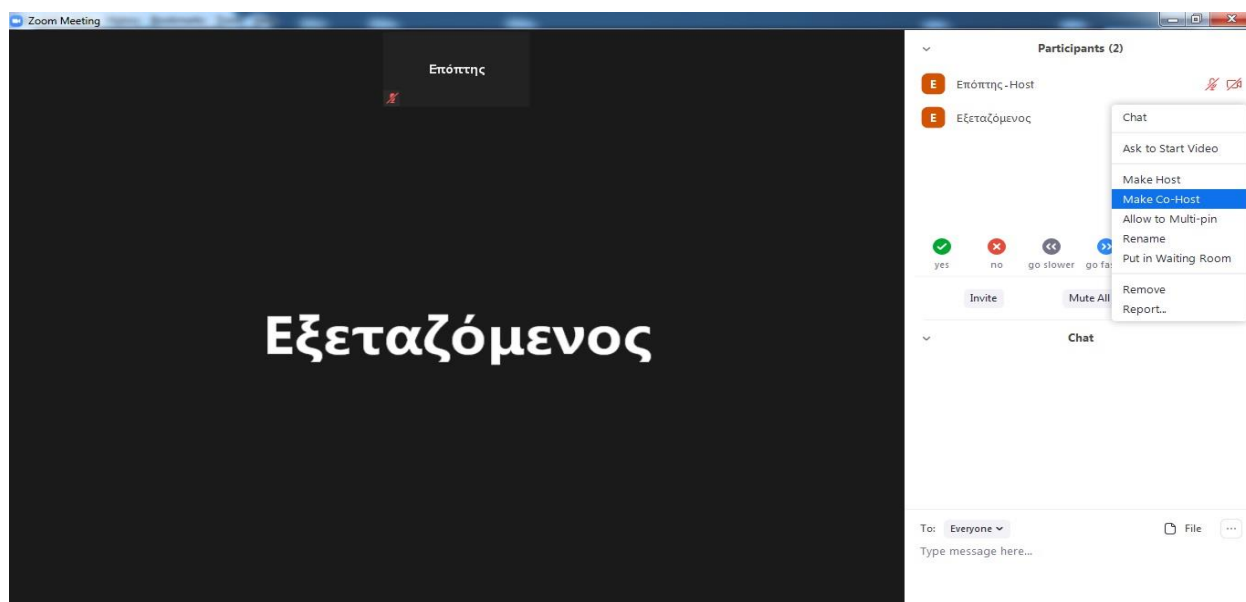 Zoom Meeting
Επόπτης
Εξεταζόμενος
Participants (2)
E Επόπτης-Host
E Εξεταζόμενος
Chat
Ask to Start Video
Make Host
Make Co-Host
Allow to Multi-pin
Rename
Put in Waiting Room
Remove
Report...
yes no go slower go fa
Invite Mute All
Chat
To: Everyone File ...
Type message here...